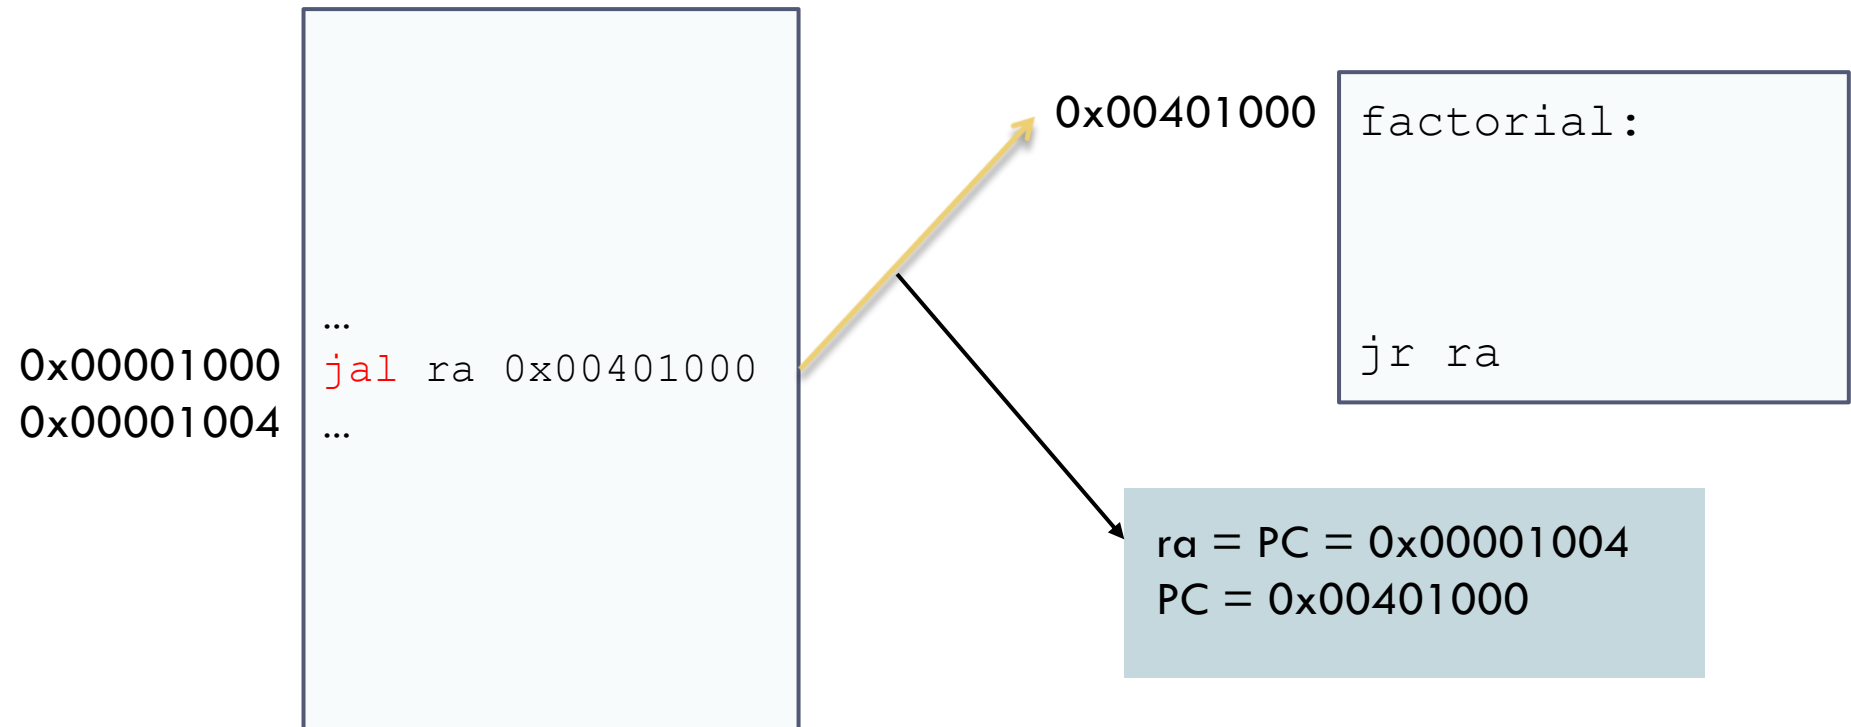 0x00401000
factorial:
...
0x00001000
jal ra 0x00401000
jr ra
0x00001004
...
ra = PC = 0x00001004
PC = 0x00401000